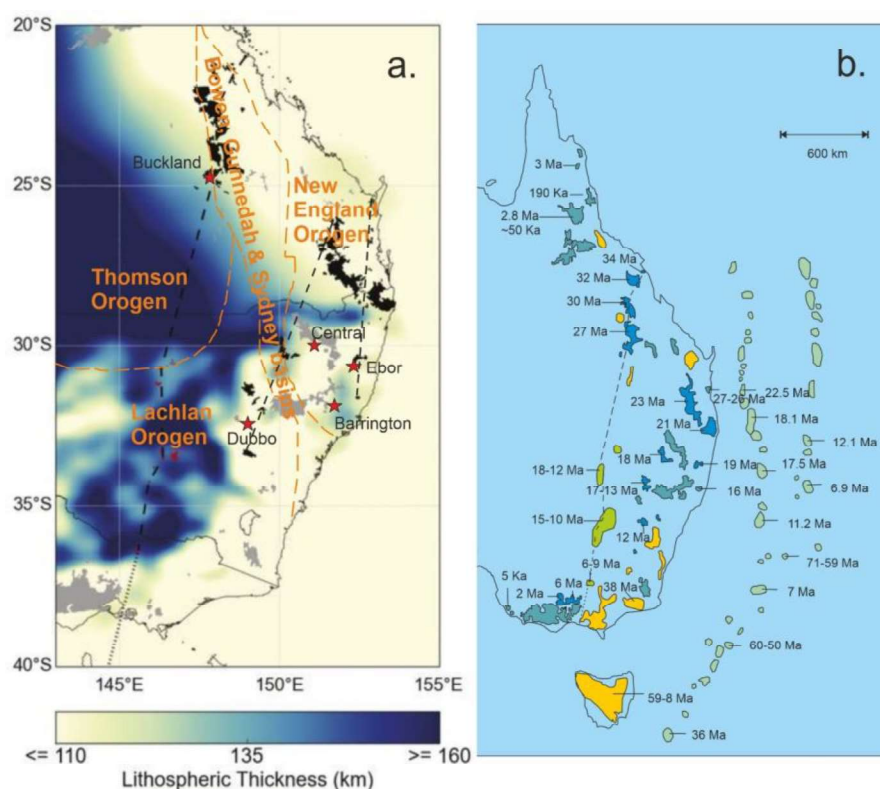 a.
20°S
25°S
30°S
35°S
40°S
145°E
150°E
155°E
Bowen, Gunnedah & Sydney basins
Buckland
New
England
Orogen
Thomson
Orogen
Central
Ebor
Lachlan
Orogen
Barrington
Dubbo
<= 110
135
>= 160
Lithospheric Thickness (km)
b.
600 km
3 Ma
190 Ka
2.8 Ma
~50 Ka
34 Ma
32 Ma
30 Ma
27 Ma
22.5 Ma
23 Ma
18.1 Ma
21 Ma
12.1 Ma
18 Ma
19 Ma
17.5 Ma
18-12 Ma
17-13 Ma
16 Ma
6.9 Ma
15-10 Ma
11.2 Ma
12 Ma
71-59 Ma
6-9 Ma
5 Ka
6 Ma
7 Ma
2 Ma
38 Ma
60-50 Ma
59-8 Ma
36 Ma